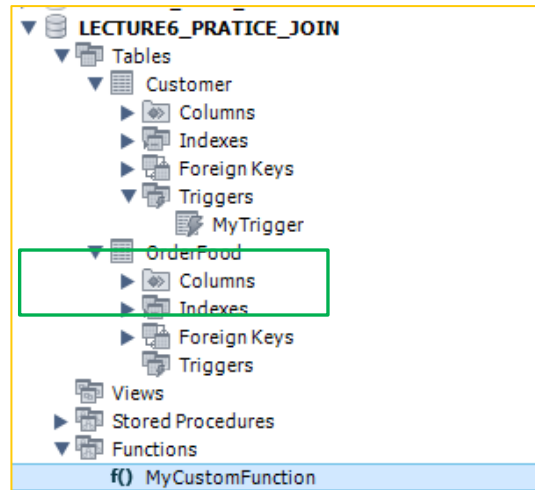 LECTURE6_PRATICE_JOIN
Tables
Customer
Columns
Indexes
Foreign Keys
Triggers
MyTrigger
OrderFood
Columns
Indexes
Foreign Keys
Triggers
Views
Stored Procedures
Functions
f() MyCustomFunction